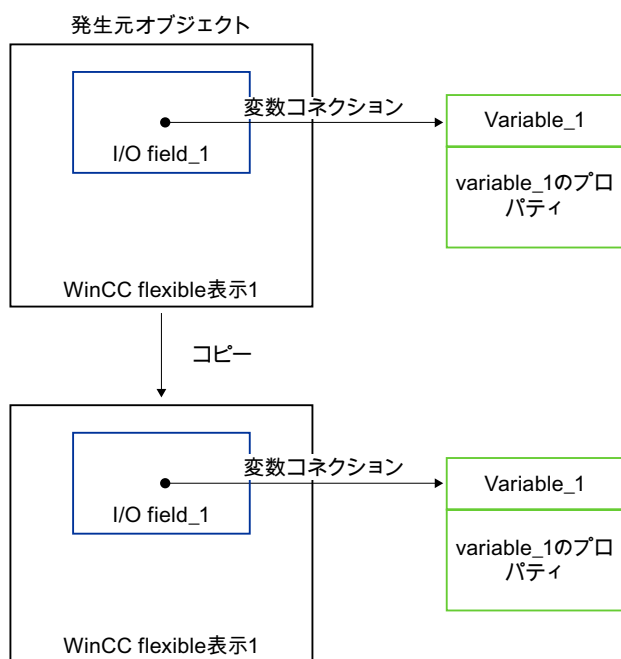 発生元オブジェクト
変数コネクション
Variable_1
I/O field_1
variable_1のプロ
パティ
WinCC flexible表示1
コピー
変数コネクション
Variable_1
I/O field_1
variable_1のプロ
パティ
WinCC flexible表示1